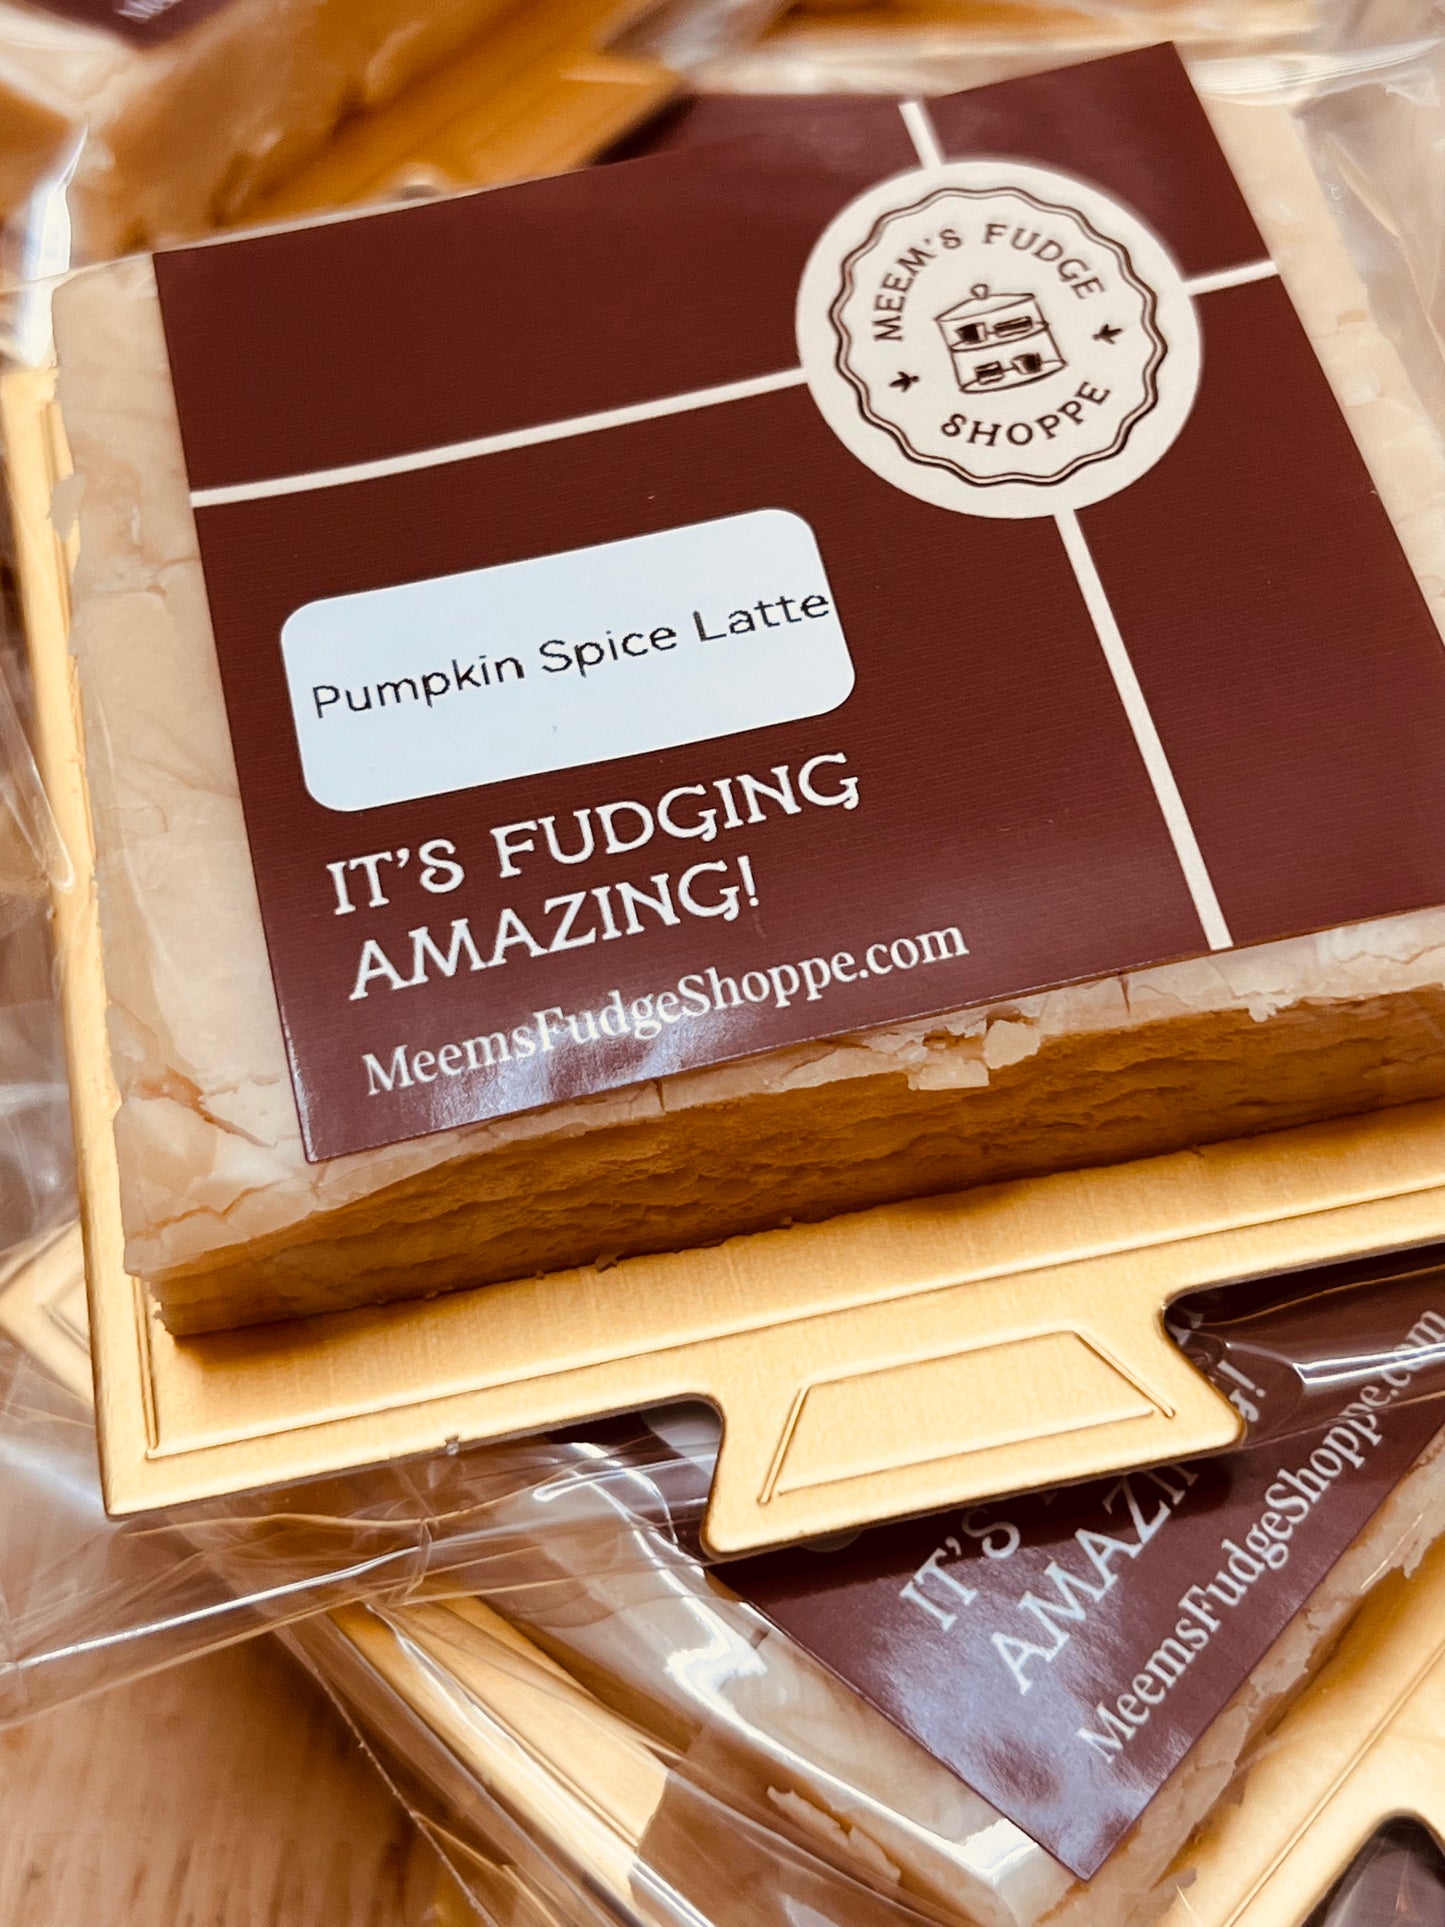 MEEM'S FUDGE
SHOPPE
Pumpkin Spice Latte
IT'S FUDGING
AMAZING!
MeemsFudgeShoppe.com
IT'S
AMAZING!
MeemsFudgeShoppe.com